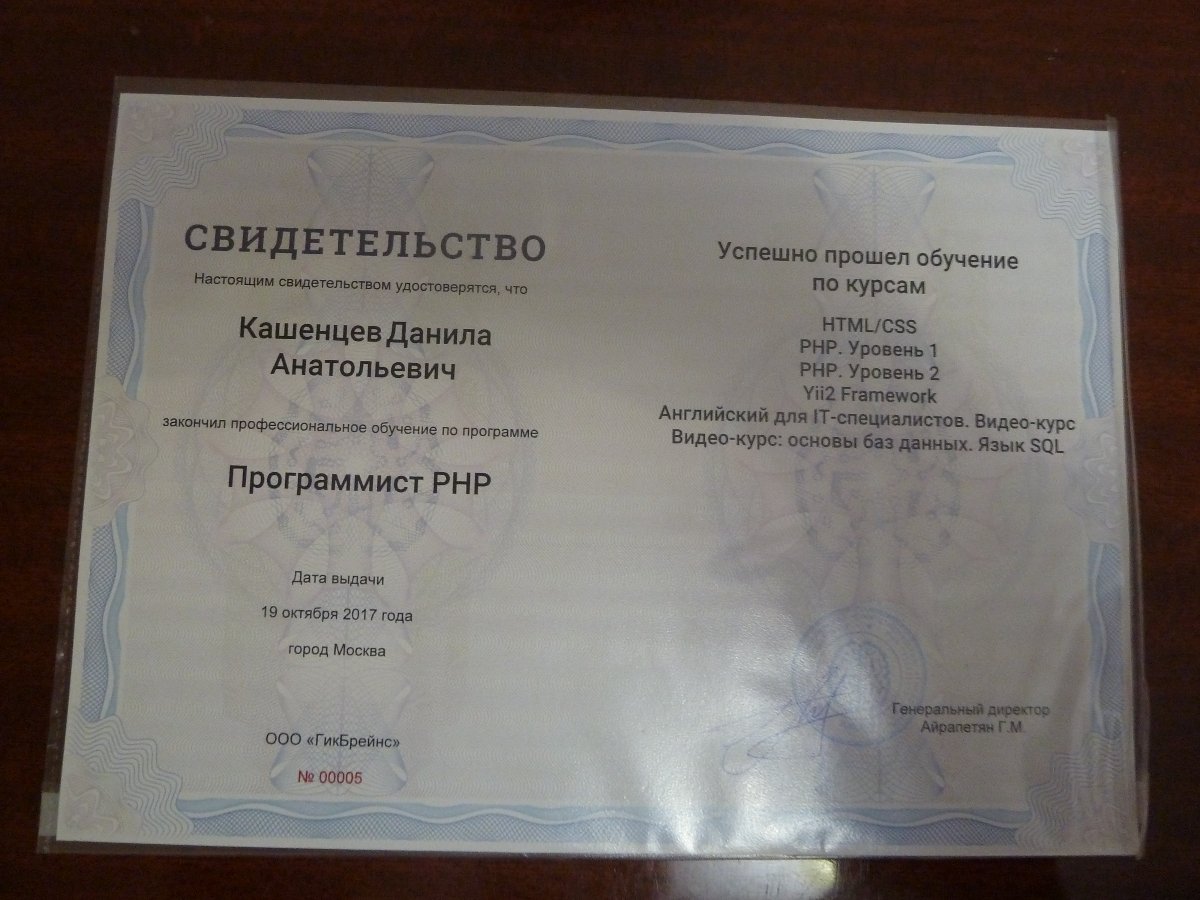 СВИДЕТЕЛЬСТВО
Настоящим свидетельством удостоверятся, что
Кашенцев Данила
Анатольевич
закончил профессиональное обучение по программе
Программист PHP
Дата выдачи
19 октября 2017 года
город Москва
ООО «ГикБрейнс»
№ 00005
Успешно прошел обучение
по курсам
HTML/CSS
PHP. Уровень 1
PHP. Уровень 2
Yii2 Framework
Английский для IT-специалистов. Видео-курс
Видео-курс: основы баз данных. Язык SQL
Генеральный директор
Айрапетян Г.М.